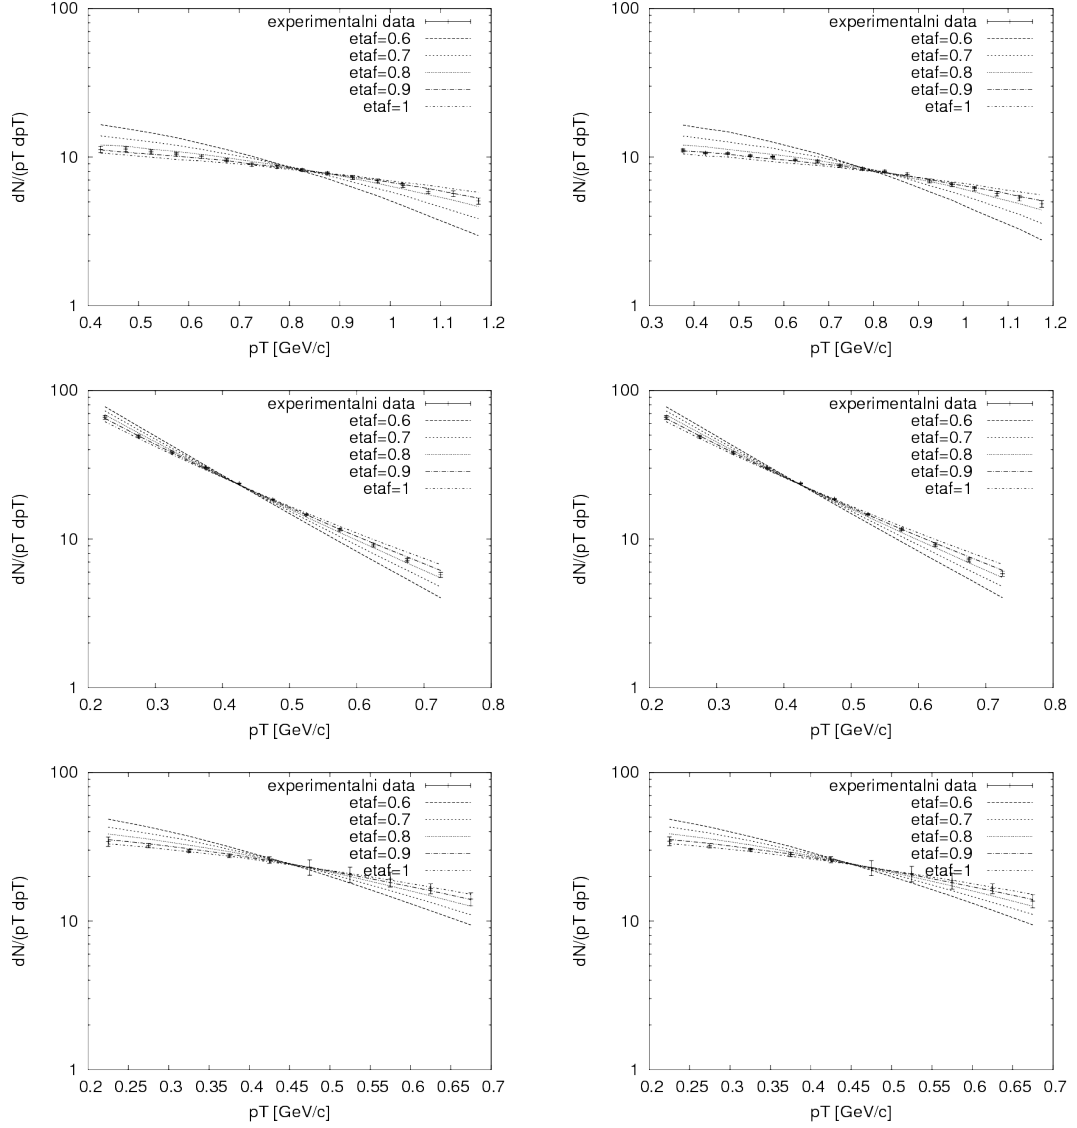 100
10
1
dN/(pT dpT)
experimentalni data
etaf=0.6
etaf=0.7
etaf=0.8
etaf=0.9
etaf=1
0.4 0.5 0.6 0.7 0.8 0.9 1 1.1 1.2
pT [GeV/c]
100
10
1
dN/(pT dpT)
experimentalni data
etaf=0.6
etaf=0.7
etaf=0.8
etaf=0.9
etaf=1
0.3 0.4 0.5 0.6 0.7 0.8 0.9 1 1.1 1.2
pT [GeV/c]
100
10
1
dN/(pT dpT)
experimentalni data
etaf=0.6
etaf=0.7
etaf=0.8
etaf=0.9
etaf=1
0.2 0.3 0.4 0.5 0.6 0.7 0.8
pT [GeV/c]
100
10
1
dN/(pT dpT)
experimentalni data
etaf=0.6
etaf=0.7
etaf=0.8
etaf=0.9
etaf=1
0.2 0.3 0.4 0.5 0.6 0.7 0.8
pT [GeV/c]
100
10
1
dN/(pT dpT)
experimentalni data
etaf=0.6
etaf=0.7
etaf=0.8
etaf=0.9
etaf=1
0.2 0.25 0.3 0.35 0.4 0.45 0.5 0.55 0.6 0.65 0.7
pT [GeV/c]
100
10
1
dN/(pT dpT)
experimentalni data
etaf=0.6
etaf=0.7
etaf=0.8
etaf=0.9
etaf=1
0.2 0.25 0.3 0.35 0.4 0.45 0.5 0.55 0.6 0.65 0.7
pT [GeV/c]